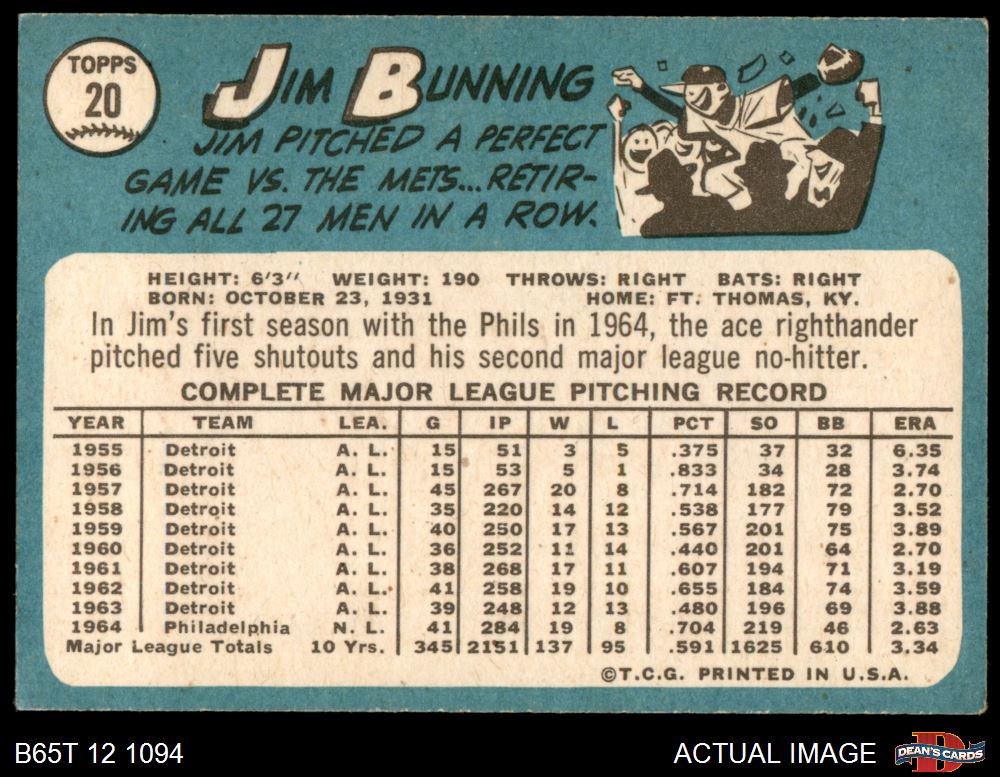 TOPPS
20
JIM BUNNING
JIM PITCHED A PERFECT
GAME VS. THE METS...RETIR-
ING ALL 27 MEN IN A ROW.
HEIGHT: 6'3" WEIGHT: 190 THROWS: RIGHT BATS: RIGHT
BORN: OCTOBER 23, 1931 HOME: FT. THOMAS, KY.
In Jim's first season with the Phils in 1964, the ace righthander
pitched five shutouts and his second major league no-hitter.
COMPLETE MAJOR LEAGUE PITCHING RECORD
YEAR TEAM LEA. G IP W L PCT SO BB ERA
1955 Detroit A. L. 15 51 3 5 .375 37 32 6.35
1956 Detroit A. L. 15 53 5 1 .833 34 28 3.74
1957 Detroit A. L. 45 267 20 8 .714 182 72 2.70
1958 Detroit A. L. 35 220 14 12 .538 177 79 3.52
1959 Detroit A. L. 40 250 17 13 .567 201 75 3.89
1960 Detroit A. L. 36 252 11 14 .440 201 64 2.70
1961 Detroit A. L. 38 268 17 11 .607 194 71 3.19
1962 Detroit A. L. 41 258 19 10 .655 184 74 3.59
1963 Detroit A. L. 39 248 12 13 .480 196 69 3.88
1964 Philadelphia N. L. 41 284 19 8 .704 219 46 2.63
Major League Totals 10 Yrs. 345 2151 137 95 .591 1625 610 3.34
©T.C.G. PRINTED IN U.S.A.
B65T 12 1094 ACTUAL IMAGE D DEAN'S CARDS